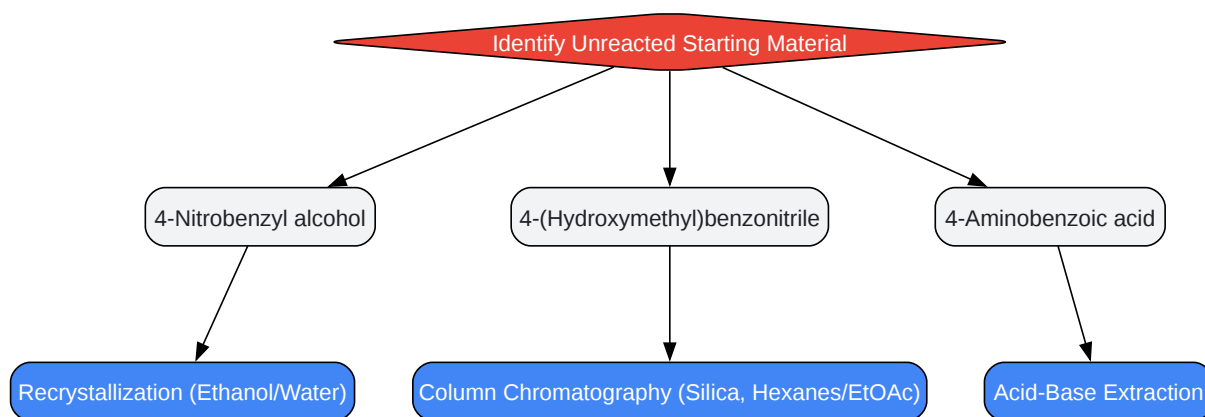 Identify Unreacted Starting Material
4-Nitrobenzyl alcohol
4-(Hydroxymethyl)benzonitrile
4-Aminobenzoic acid
Recrystallization (Ethanol/Water)
Column Chromatography (Silica, Hexanes/EtOAc)
Acid-Base Extraction